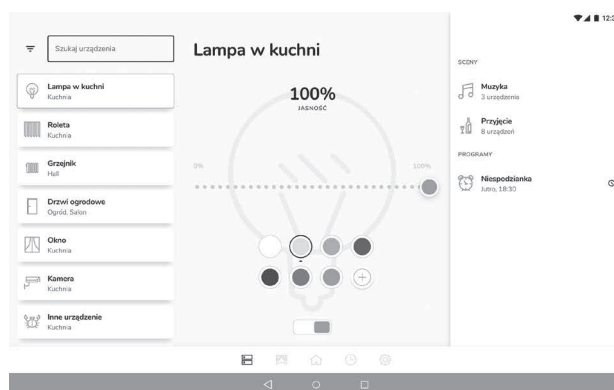 12:3
Szukaj urządzenia
Lampa w kuchni
Kuchnia
Roleta
Kuchnia
Grzejnik
Hall
Drzwi ogrodowe
Ogród, Salon
Okno
Kuchnia
Kamera
Kuchnia
Inne urządzenie
Kuchnia
Lampa w kuchni
100%
JASNOŚĆ
0%
100%
SCENY
Muzyka
3 urządzenia
Przyjęcie
8 urządzeń
PROGRAMY
Niespodzianka
Jutro, 18:30